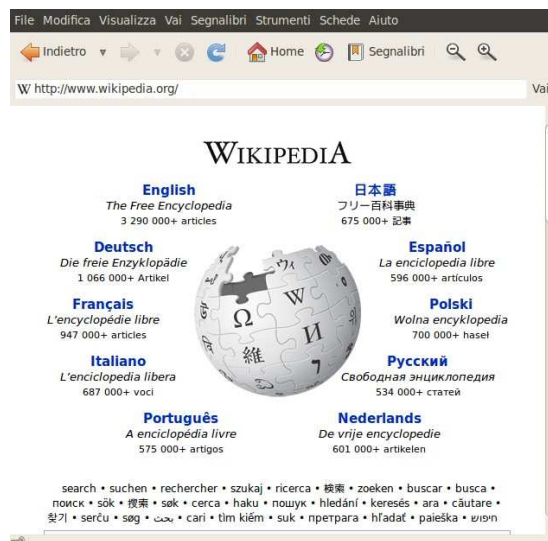 File Modifica Visualizza Vai Segnalibri Strumenti Schede Aiuto
Indietro Home Segnalibri
W http://www.wikipedia.org/ Vai
WIKIPEDIA
English
The Free Encyclopedia
3 290 000+ articles
日本語
フリー百科事典
675 000+ 記事
Deutsch
Die freie Enzyklopädie
1 066 000+ Artikel
Español
La enciclopedia libre
596 000+ artículos
Français
L'encyclopédie libre
947 000+ articles
Polski
Wolna encyklopedia
700 000+ haseł
Italiano
L'enciclopedia libera
687 000+ voci
Русский
Свободная энциклопедия
534 000+ статей
Português
A enciclopédia livre
575 000+ artigos
Nederlands
De vrije encyclopedie
601 000+ artikelen
Ω W И 維 ウィ 7
search • suchen • rechercher • szukaj • ricerca • 検索 • zoeken • buscar • busca •
поиск • sök • 搜索 • søk • cerca • haku • пошук • hledání • keresés • ara • căutare •
찾기 • serĉu • søg • بحث • cari • tìm kiếm • suk • претрага • hľadať • paieška • חיפוש